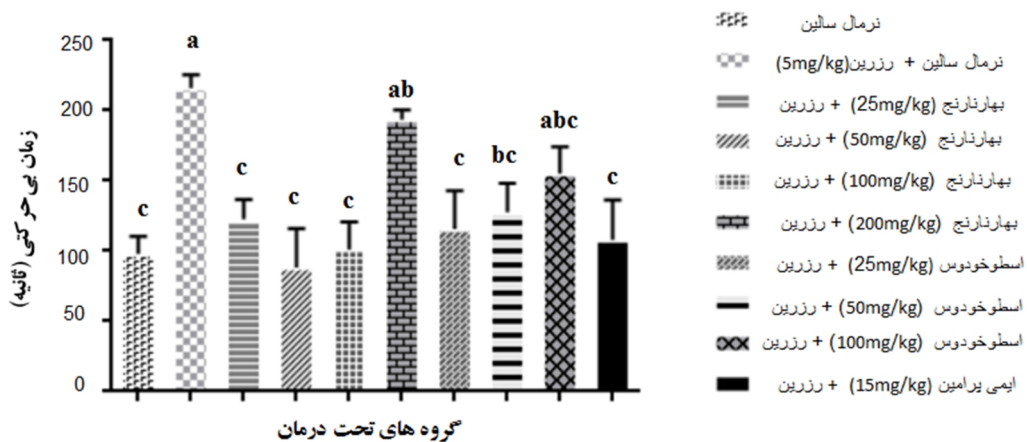 زمان بی حرکتی (ثانیه)
250
200
150
100
50
0
c
a
c
c
c
ab
c
bc
abc
c
گروه های تحت درمان
نرمال سالین
نرمال سالین + رزرپین(5mg/kg)
بهارنارنج (25mg/kg) + رزرپین
بهارنارنج (50mg/kg) + رزرپین
بهارنارنج (100mg/kg) + رزرپین
بهارنارنج (200mg/kg) + رزرپین
اسطوخودوس (25mg/kg) + رزرپین
اسطوخودوس (50mg/kg) + رزرپین
اسطوخودوس (100mg/kg) + رزرپین
ایمی پرامین (15mg/kg) + رزرپین